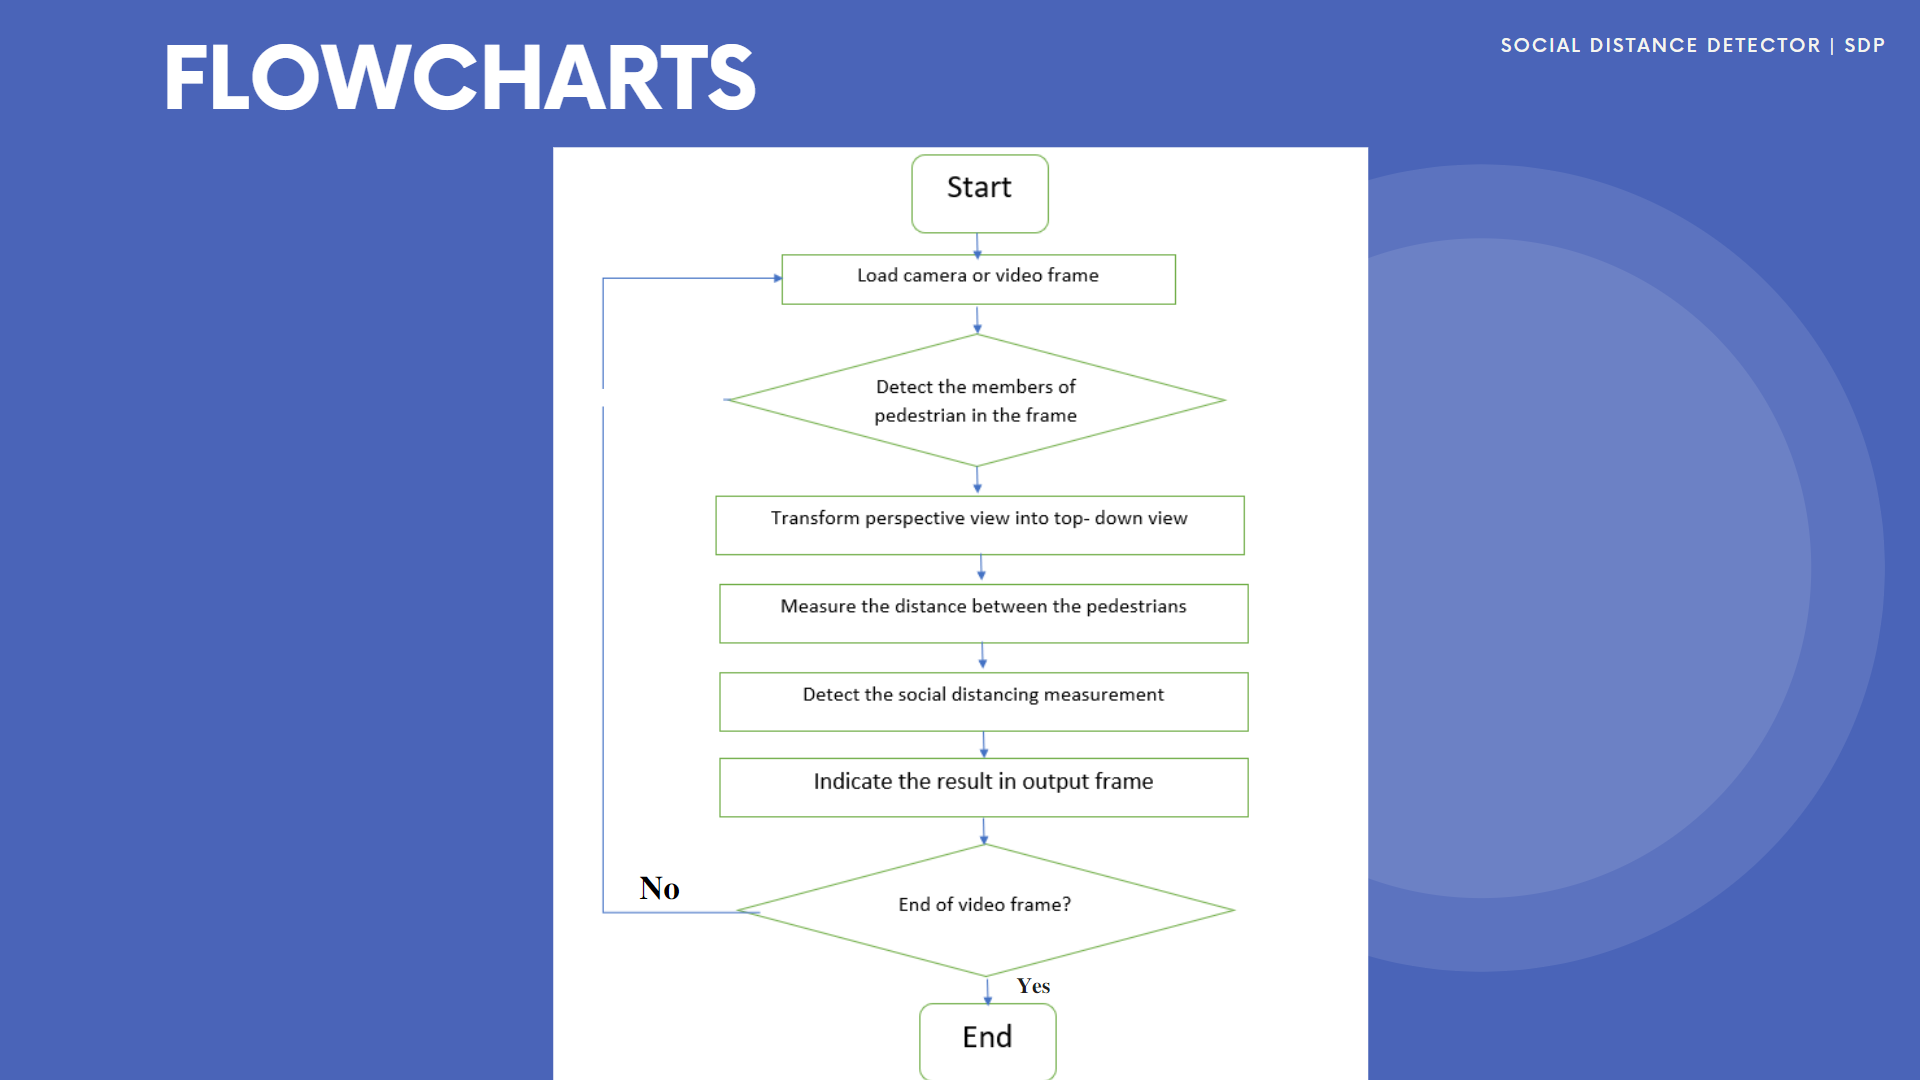 FLOWCHARTS
SOCIAL DISTANCE DETECTOR | SDP
Start
Load camera or video frame
Detect the members of
pedestrian in the frame
Transform perspective view into top- down view
Measure the distance between the pedestrians
Detect the social distancing measurement
Indicate the result in output frame
No
End of video frame?
Yes
End